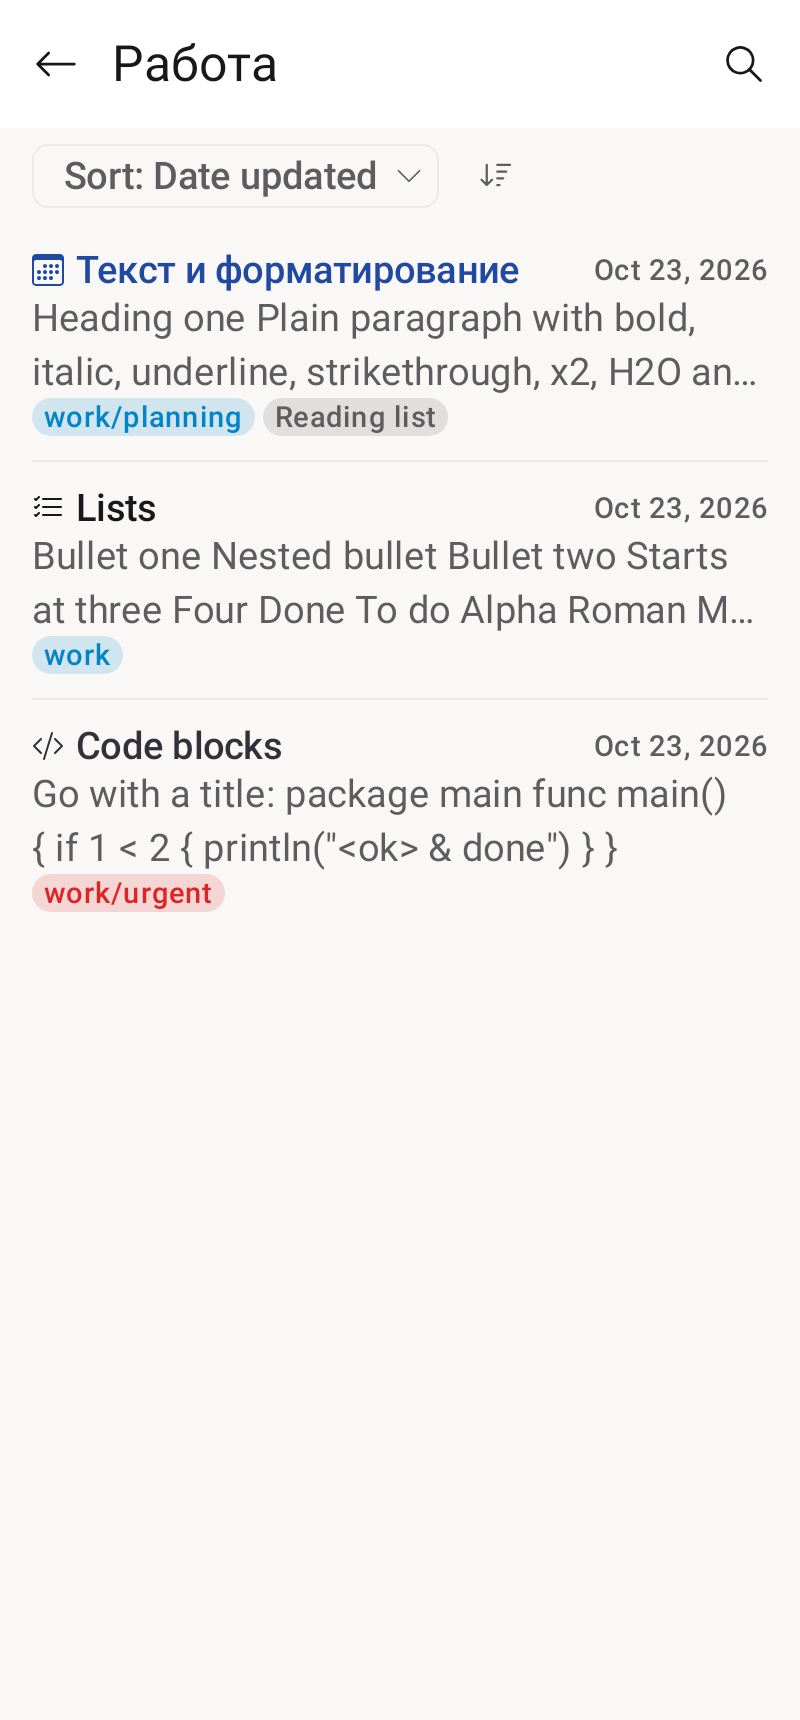 Работа
Sort: Date updated
Текст и форматирование
Oct 23, 2026
Heading one Plain paragraph with bold,
italic, underline, strikethrough, x2, H2O an…
work/planning
Reading list
Lists
Oct 23, 2026
Bullet one Nested bullet Bullet two Starts
at three Four Done To do Alpha Roman M…
work
Code blocks
Oct 23, 2026
Go with a title: package main func main()
{ if 1 < 2 { println("<ok> & done") } }
work/urgent